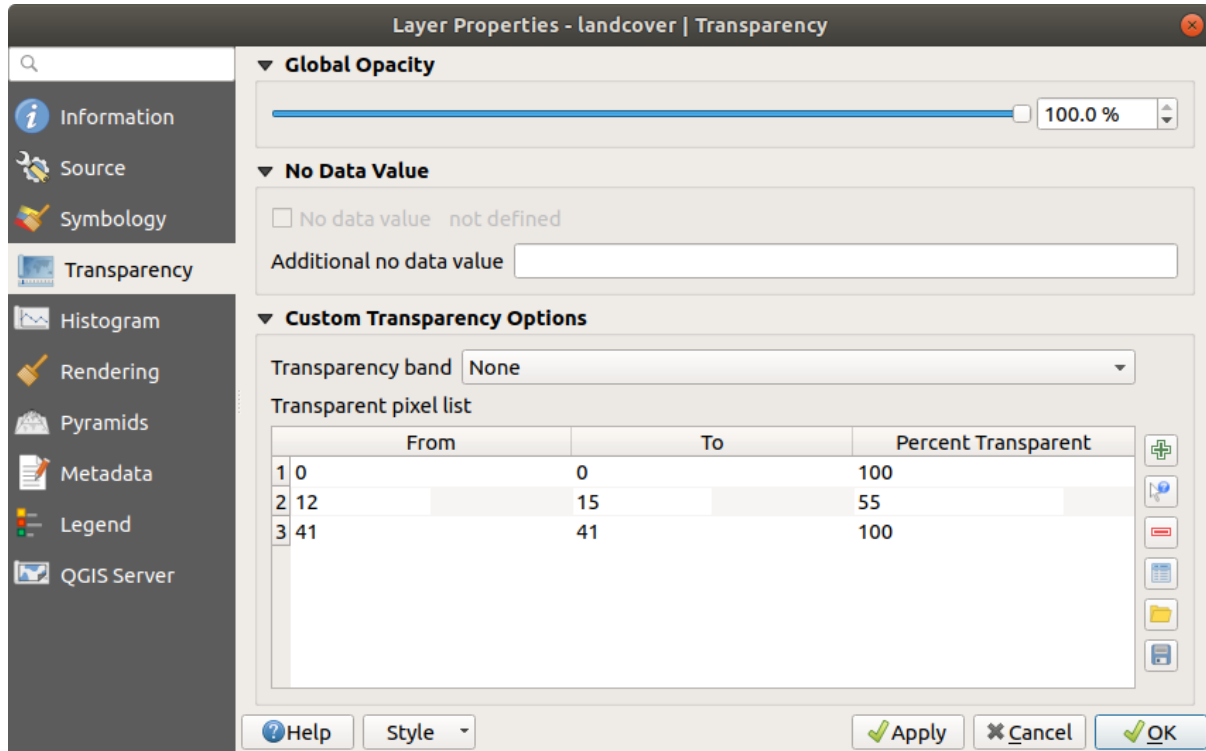 Layer Properties - landcover | Transparency
Information
Source
Symbology
Transparency
Histogram
Rendering
Pyramids
Metadata
Legend
QGIS Server
Global Opacity
100.0 %
No Data Value
No data value not defined
Additional no data value
Custom Transparency Options
Transparency band None
Transparent pixel list
From To Percent Transparent
1 0 0 100
2 12 15 55
3 41 41 100
Help Style Apply Cancel OK